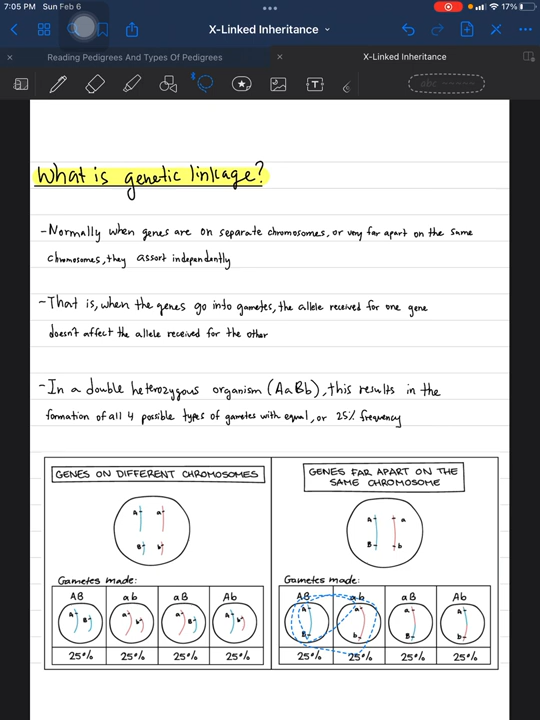 7:05 PM Sun Feb 6
17%
X-Linked Inheritance
Reading Pedigrees And Types Of Pedigrees
X-Linked Inheritance
abc
What is genetic linkage?
-Normally when genes are on separate chromosomes, or very far apart on the same
chromosomes, they assort independently
-That is, when the genes go into gametes, the allele received for one gene
doesn't affect the allele received for the other
-In a double heterozygous organism (AaBb), this results in the
formation of all 4 possible types of gametes with equal, or 25% frequency
GENES ON DIFFERENT CHROMOSOMES
A a
B b
Gametes made:
AB ab aB Ab
A B a b a B A b
25% 25% 25% 25%
GENES FAR APART ON THE
SAME CHROMOSOME
A a
B b
Gametes made:
AB ab aB Ab
A a a A
B b B b
25% 25% 25% 25%